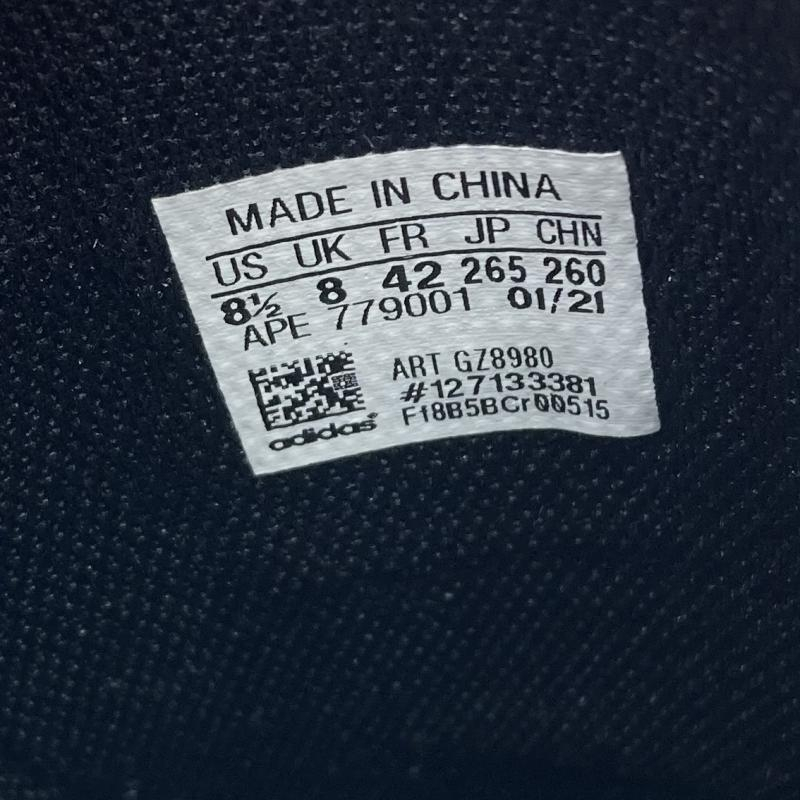 MADE IN CHINA
US UK FR JP CHN
8½ 8 42 265 260
APE 779001 01/21
ART GZ8980
#127133381
F18B5BCr00515
adidas®